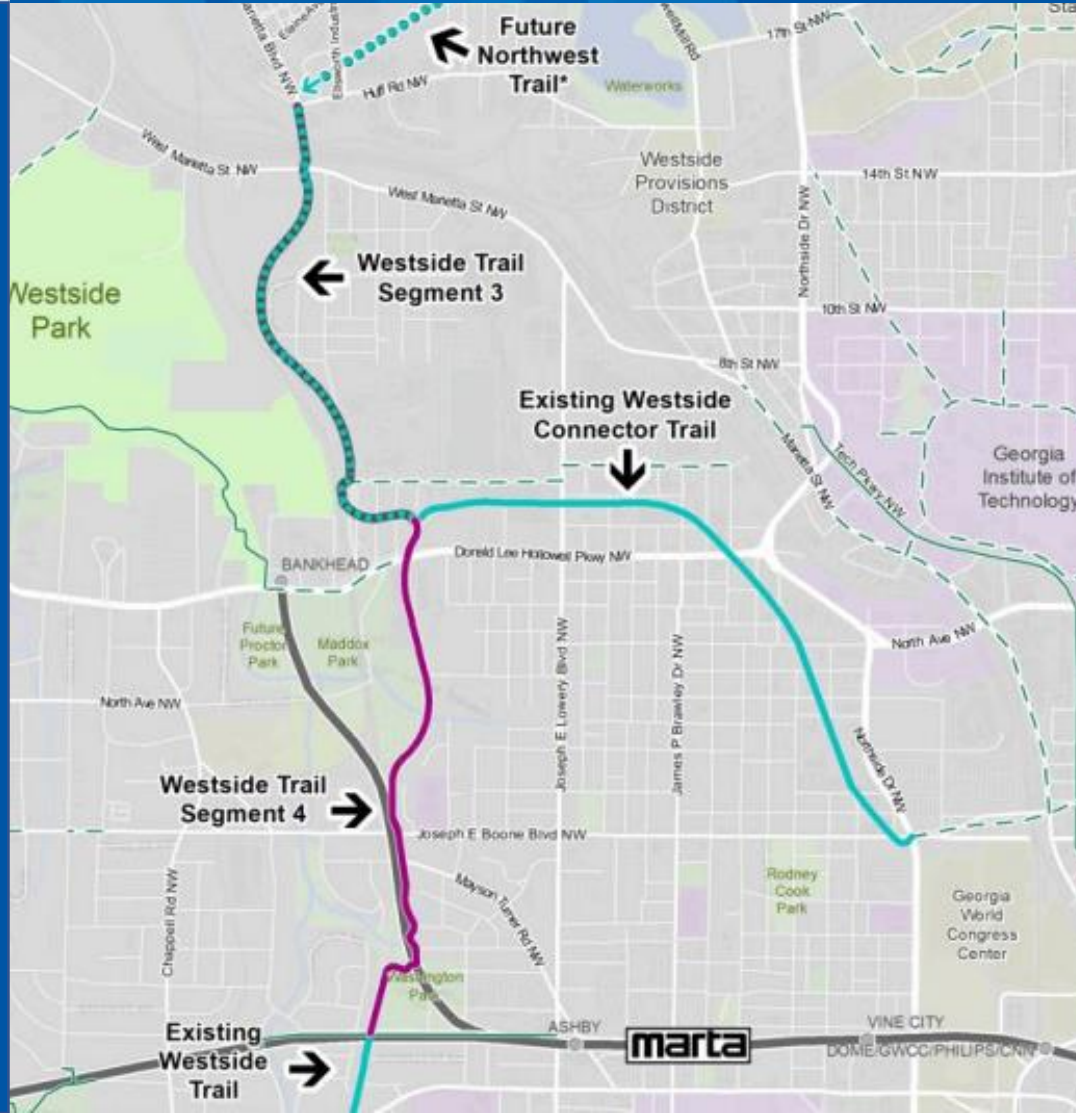 Future
Northwest
Trail*
17th St NW
Huff Rd NW
Waterworks
West Marietta St NW
West Marietta St NW
Westside
Provisions
District
14th St NW
Northside Dr NW
Westside Trail
Segment 3
Westside
Park
10th St NW
8th St NW
Existing Westside
Connector Trail
Marietta St NW
Tech Pkwy NW
Georgia
Institute of
Technology
Donald Lee Hollowell Pkwy NW
BANKHEAD
Future
Proctor
Park
Maddox
Park
North Ave NW
North Ave NW
Joseph E Lowery Blvd NW
James P Brawley Dr NW
Northside Dr NW
Westside Trail
Segment 4
Joseph E Boone Blvd NW
Mayson Turner Rd NW
Chappell Rd NW
Rodney
Cook
Park
Georgia
World
Congress
Center
Washington
Park
Existing
Westside
Trail
ASHBY
marta
VINE CITY
DOME/GWCC/PHILIPS/CNN